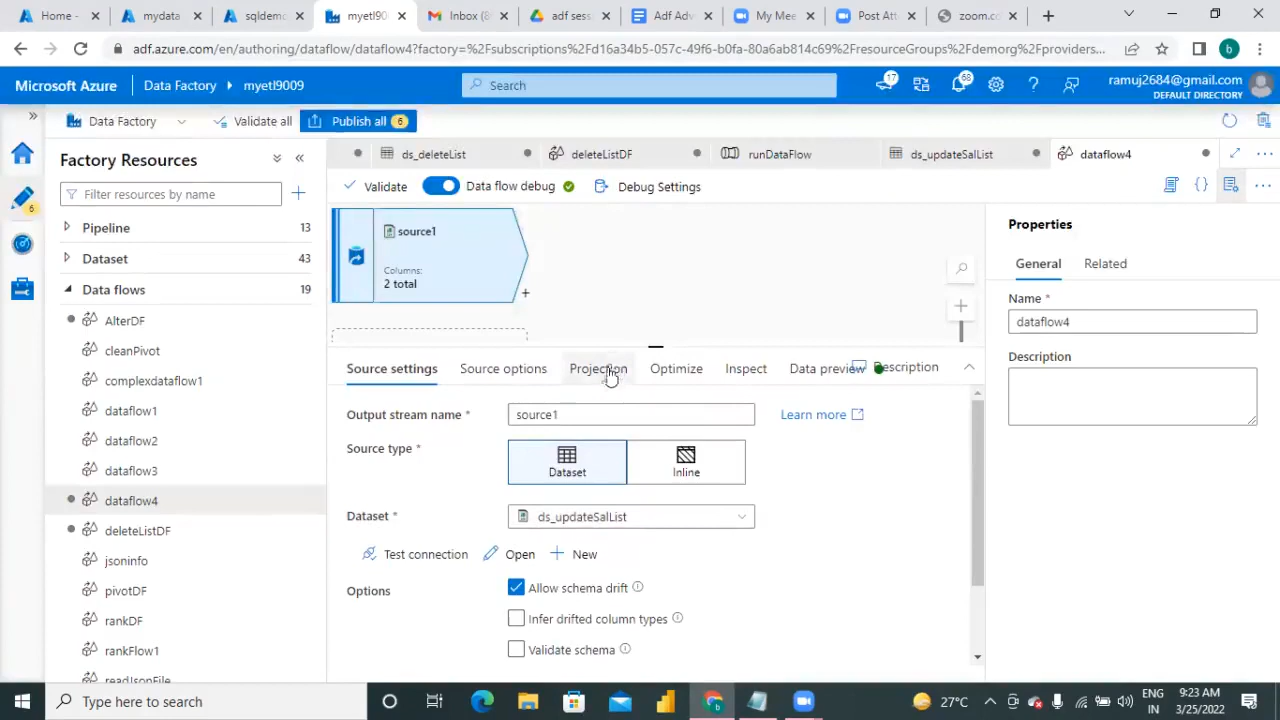 Home -
mydata
sqldem
myetl9
Inbox (8
adf sess
Adf Adv
My Mee
Post Att
zoom.c
adf.azure.com/en/authoring/dataflow/dataflow4?factory=%2Fsubscriptions%2Fd16a34b5-057c-49f6-b0fa-80a6ab814c69%2FresourceGroups%2Fdemorg%2Fproviders...
b
Microsoft Azure
Data Factory
myetl9009
Search
17
68
ramuj2684@gmail.com
DEFAULT DIRECTORY
Data Factory
Validate all
Publish all 6
Factory Resources
ds_deleteList
deleteListDF
runDataFlow
ds_updateSalList
dataflow4
Filter resources by name
Validate
Data flow debug
Debug Settings
6
Pipeline 13
Dataset 43
Data flows 19
AlterDF
cleanPivot
complexdataflow1
dataflow1
dataflow2
dataflow3
dataflow4
deleteListDF
jsoninfo
pivotDF
rankDF
rankFlow1
readJsonFile
source1
Columns:
2 total
Source settings
Source options
Projection
Optimize
Inspect
Data preview
Description
Output stream name *
source1
Learn more
Source type *
Dataset
Inline
Dataset *
ds_updateSalList
Test connection
Open
New
Options
Allow schema drift
Infer drifted column types
Validate schema
Properties
General
Related
Name *
dataflow4
Description
Type here to search
27°C
ENG
IN
9:23 AM
3/25/2022